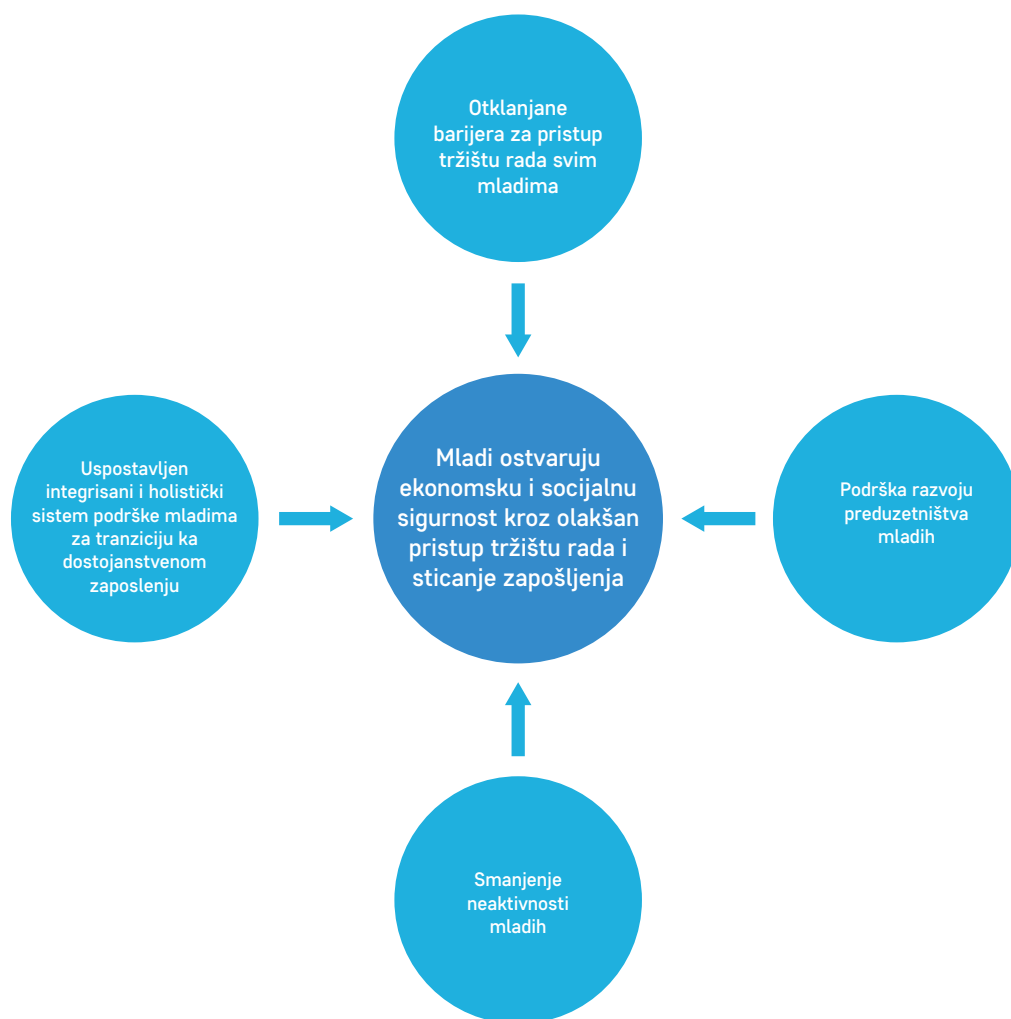 Otklanjane
barijera za pristup
tržištu rada svim
mladima
Uspostavljen
integrisani i holistički
sistem podrške mladima
za tranziciju ka
dostojanstvenom
zaposlenju
Mladi ostvaruju
ekonomsku i socijalnu
sigurnost kroz olakšan
pristup tržištu rada i
sticanje zapošljenja
Podrška razvoju
preduzetništva
mladih
Smanjenje
neaktivnosti
mladih